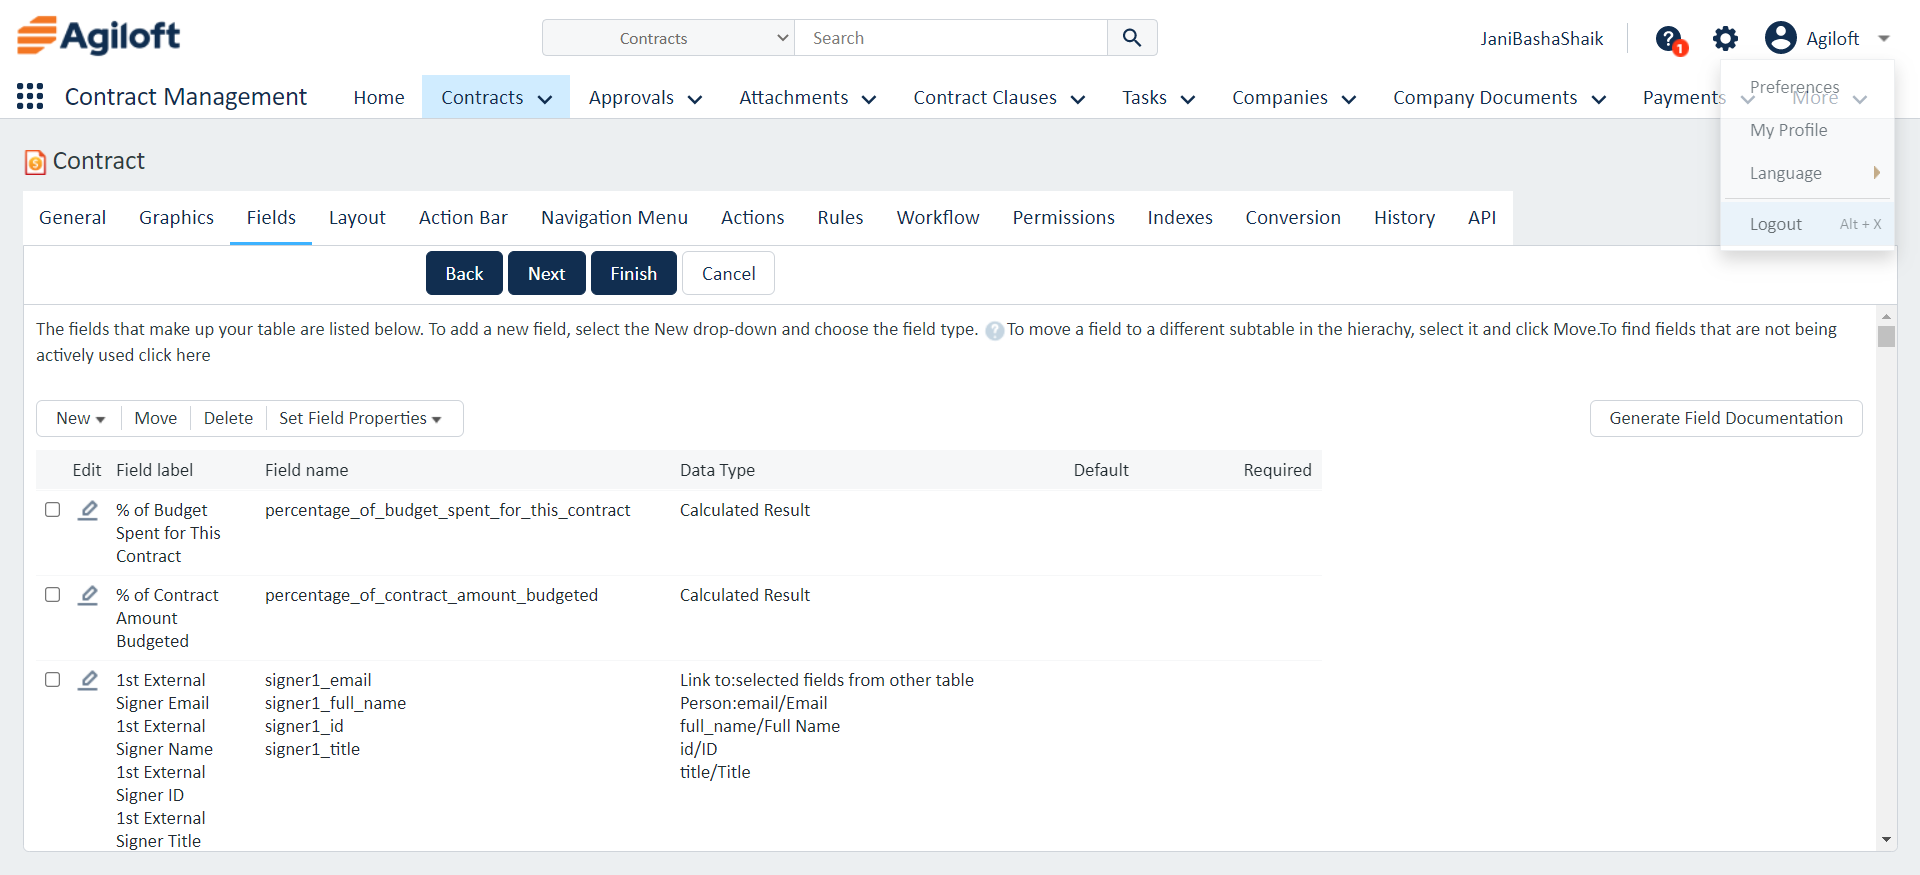 Agiloft
Contracts
Search
JaniBashaShaik
?
1
Agiloft
Contract Management
Home
Contracts
Approvals
Attachments
Contract Clauses
Tasks
Companies
Company Documents
Payments
More
Preferences
My Profile
Language
Logout Alt + X
Contract
General Graphics Fields Layout Action Bar Navigation Menu Actions Rules Workflow Permissions Indexes Conversion History API
Back Next Finish Cancel
The fields that make up your table are listed below. To add a new field, select the New drop-down and choose the field type. ? To move a field to a different subtable in the hierachy, select it and click Move.To find fields that are not being
actively used click here
New Move Delete Set Field Properties
Generate Field Documentation
Edit Field label Field name Data Type Default Required
% of Budget
Spent for This
Contract
percentage_of_budget_spent_for_this_contract
Calculated Result
% of Contract
Amount
Budgeted
percentage_of_contract_amount_budgeted
Calculated Result
1st External
Signer Email
1st External
Signer Name
1st External
Signer ID
1st External
Signer Title
signer1_email
signer1_full_name
signer1_id
signer1_title
Link to:selected fields from other table
Person:email/Email
full_name/Full Name
id/ID
title/Title